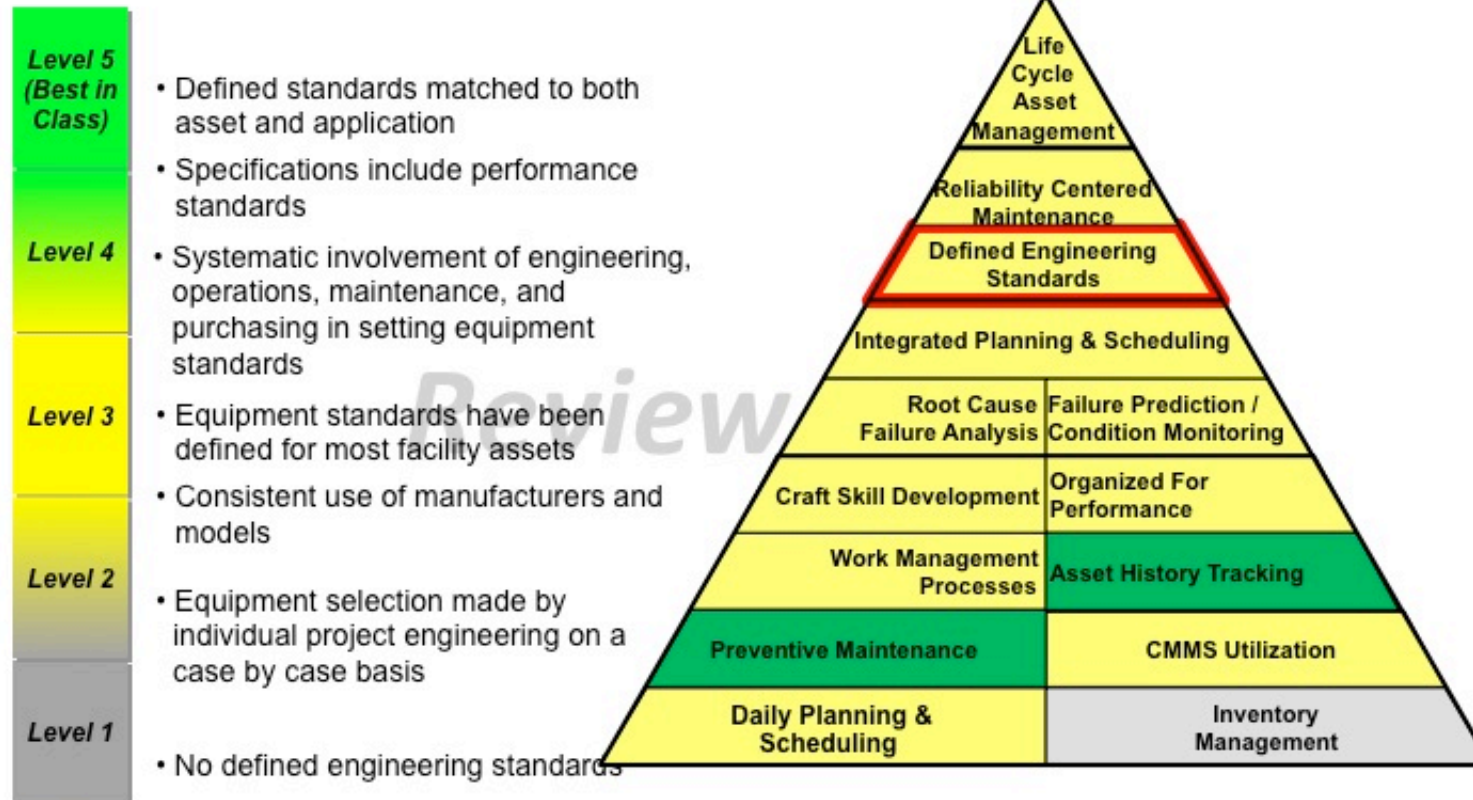 Level 5
(Best in
Class)
Level 4
Level 3
Level 2
Level 1
• Defined standards matched to both
asset and application
• Specifications include performance
standards
• Systematic involvement of engineering,
operations, maintenance, and
purchasing in setting equipment
standards
• Equipment standards have been
defined for most facility assets
• Consistent use of manufacturers and
models
• Equipment selection made by
individual project engineering on a
case by case basis
• No defined engineering standards
Review
Life
Cycle
Asset
Management
Reliability Centered
Maintenance
Defined Engineering
Standards
Integrated Planning & Scheduling
Root Cause
Failure Analysis
Failure Prediction /
Condition Monitoring
Craft Skill Development
Organized For
Performance
Work Management
Processes
Asset History Tracking
Preventive Maintenance
CMMS Utilization
Daily Planning &
Scheduling
Inventory
Management